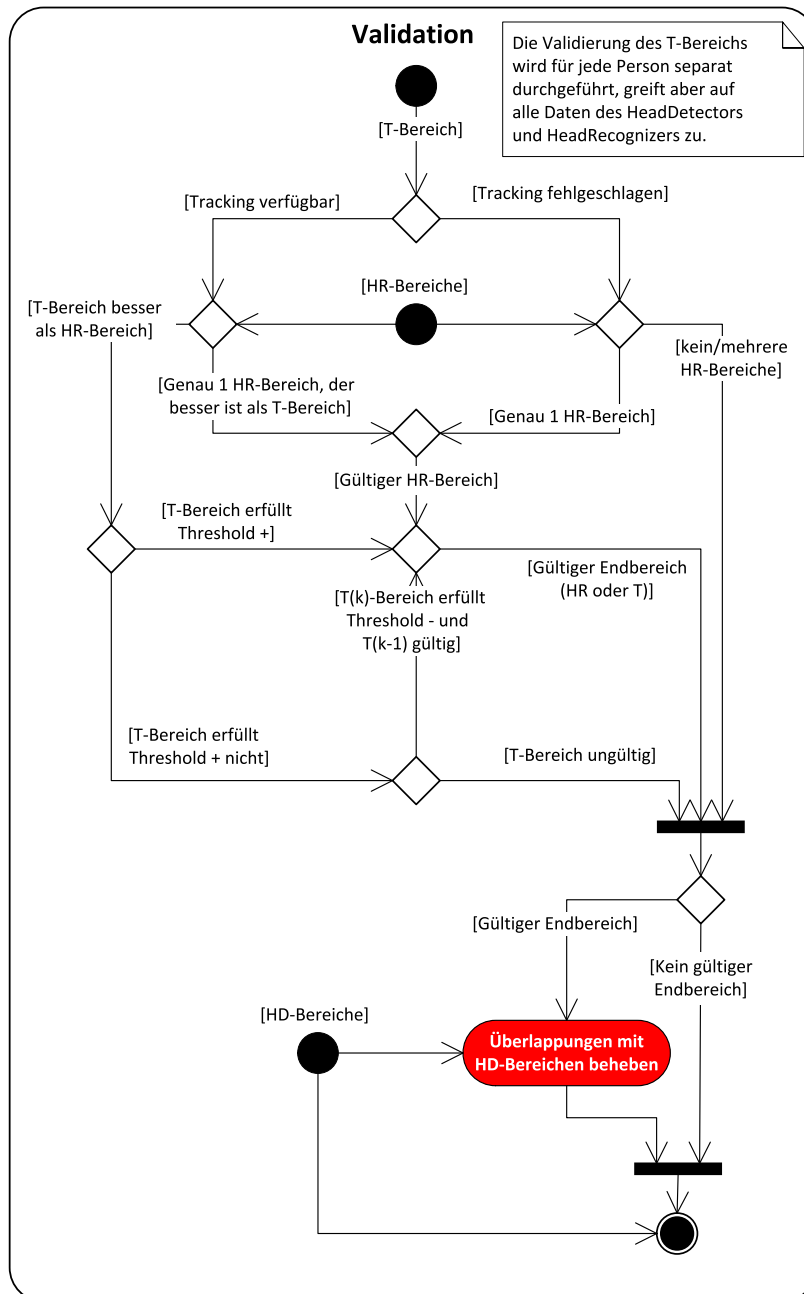 Validation
Die Validierung des T-Bereichs
wird für jede Person separat
durchgeführt, greift aber auf
alle Daten des HeadDetectors
und HeadRecognizers zu.
[T-Bereich]
[Tracking verfügbar]
[Tracking fehlgeschlagen]
[HR-Bereiche]
[T-Bereich besser
als HR-Bereich]
[kein/mehrere
HR-Bereiche]
[Genau 1 HR-Bereich, der
besser ist als T-Bereich]
[Genau 1 HR-Bereich]
[Gültiger HR-Bereich]
[T-Bereich erfüllt
Threshold +]
[Gültiger Endbereich
(HR oder T)]
[T(k)-Bereich erfüllt
Threshold - und
T(k-1) gültig]
[T-Bereich erfüllt
Threshold + nicht]
[T-Bereich ungültig]
[Gültiger Endbereich]
[Kein gültiger
Endbereich]
[HD-Bereiche]
Überlappungen mit
HD-Bereichen beheben